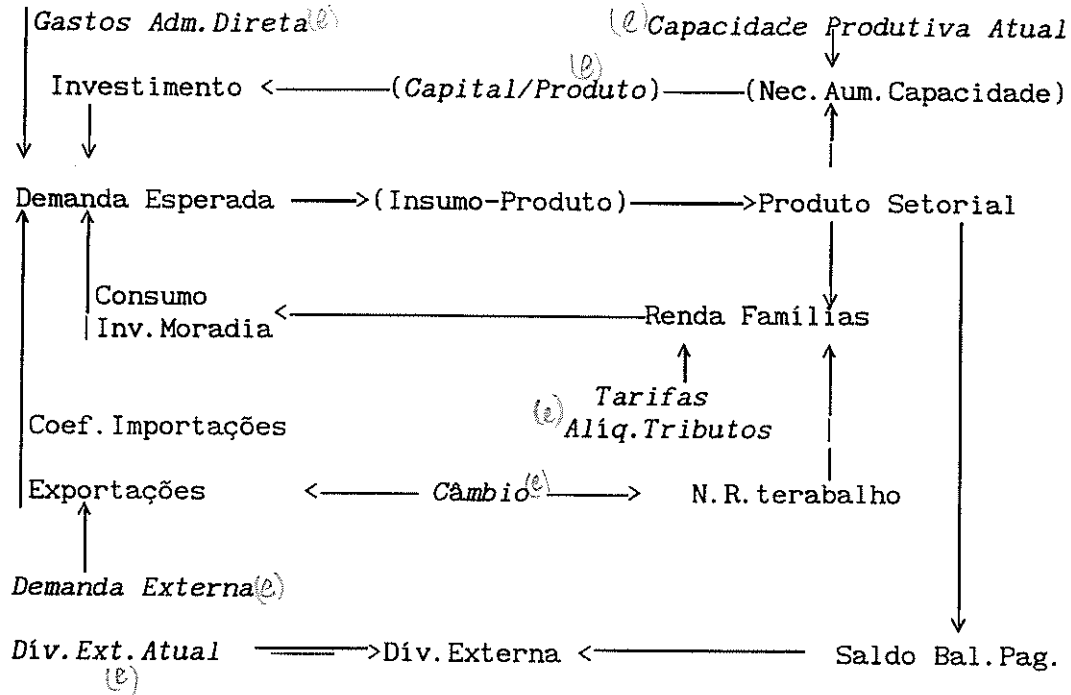 Gastos Adm.Direta(e) (e)Capacidade Produtiva Atual
(e)
Investimento <———(Capital/Produto)———(Nec.Aum.Capacidade)
Demanda Esperada ———>(Insumo-Produto)———>Produto Setorial
Consumo
Inv.Moradia <———Renda Famílias
Tarifas
Coef.Importações (e)Alíq.Tributos
Exportações <——— Câmbio(e)———> N.R.terabalho
Demanda Externa(e)
Dív.Ext.Atual ———>Dív.Externa <——— Saldo Bal.Pag.
(e)